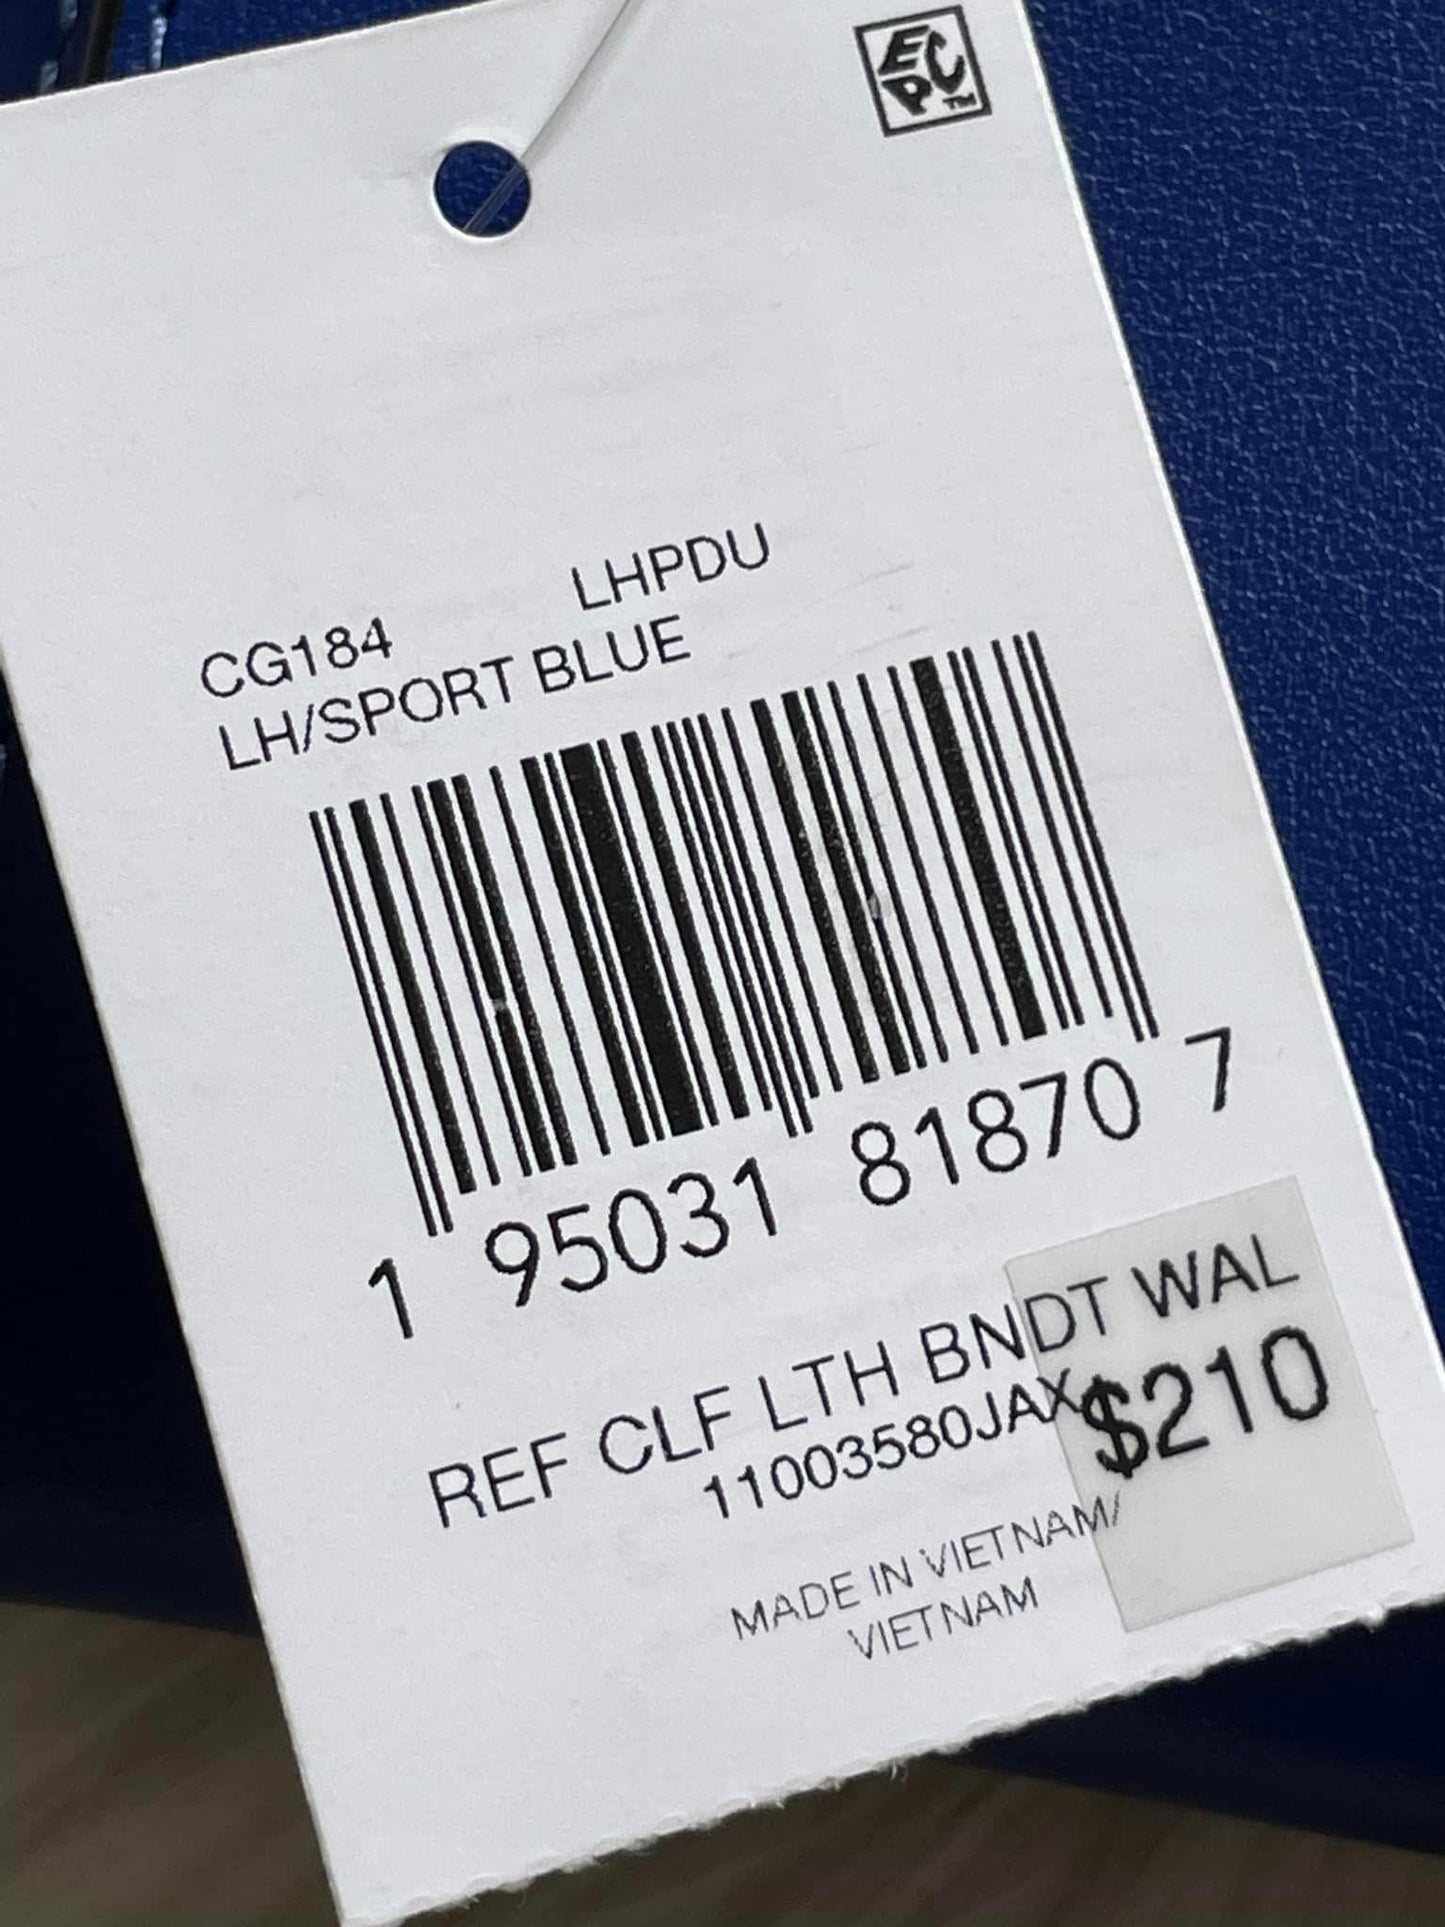 EPC™
LHPDU
CG184
LH/SPORT BLUE
1 95031 81870 7
REF CLF LTH BNDT WAL
11003580JAX
$210
MADE IN VIETNAM/
VIETNAM